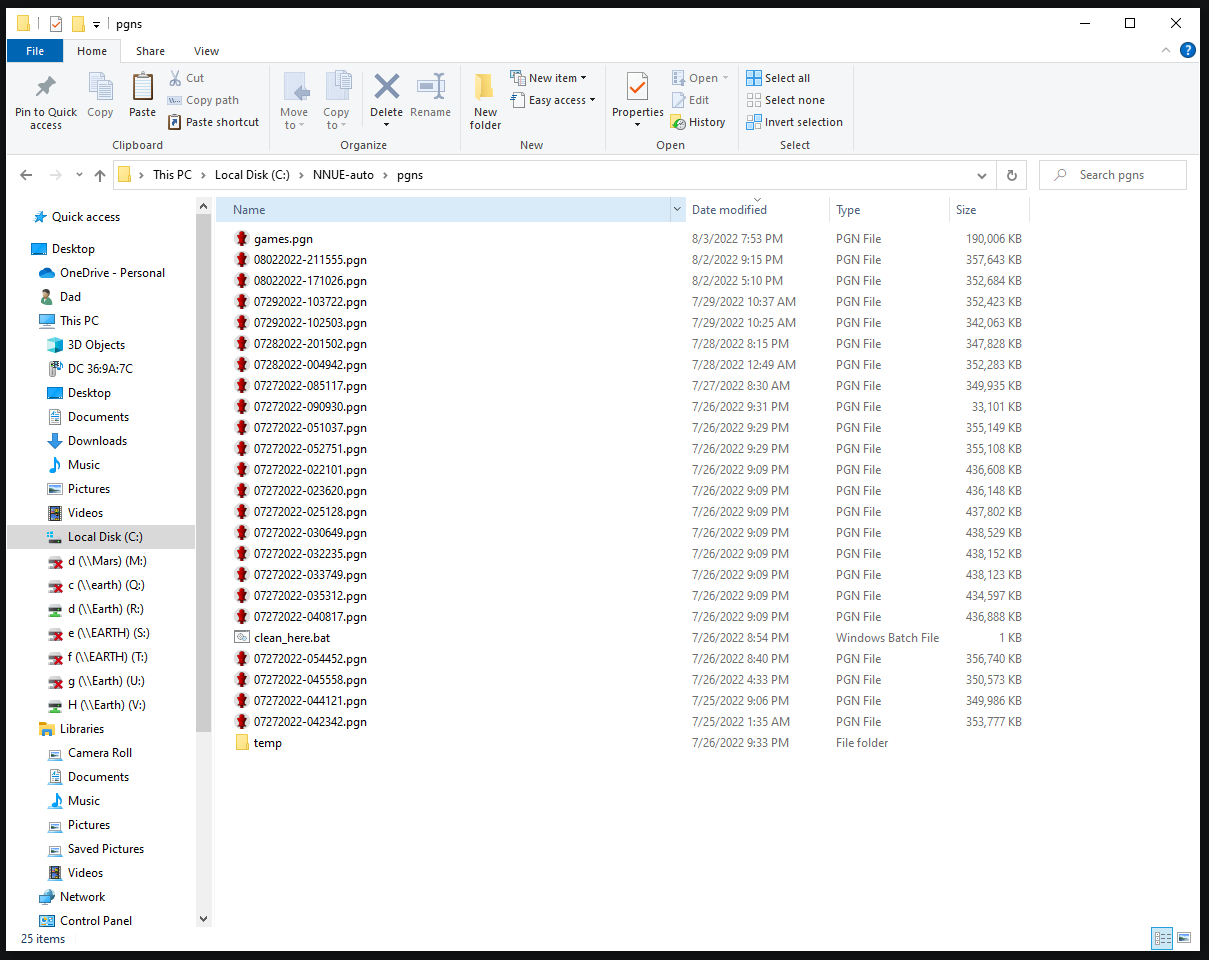 pgns
File Home Share View
Pin to Quick access
Copy
Paste
Cut
Copy path
Paste shortcut
Clipboard
Move to
Copy to
Delete
Rename
Organize
New folder
New item
Easy access
New
Properties
Open
Edit
History
Open
Select all
Select none
Invert selection
Select
This PC > Local Disk (C:) > NNUE-auto > pgns
Search pgns
Quick access
Desktop
OneDrive - Personal
Dad
This PC
3D Objects
DC 36:9A:7C
Desktop
Documents
Downloads
Music
Pictures
Videos
Local Disk (C:)
d (\\Mars) (M:)
c (\\earth) (Q:)
d (\\Earth) (R:)
e (\\EARTH) (S:)
f (\\EARTH) (T:)
g (\\Earth) (U:)
H (\\Earth) (V:)
Libraries
Camera Roll
Documents
Music
Pictures
Saved Pictures
Videos
Network
Control Panel
Name Date modified Type Size
games.pgn 8/3/2022 7:53 PM PGN File 190,006 KB
08022022-211555.pgn 8/2/2022 9:15 PM PGN File 357,643 KB
08022022-171026.pgn 8/2/2022 5:10 PM PGN File 352,684 KB
07292022-103722.pgn 7/29/2022 10:37 AM PGN File 352,423 KB
07292022-102503.pgn 7/29/2022 10:25 AM PGN File 342,063 KB
07282022-201502.pgn 7/28/2022 8:15 PM PGN File 347,828 KB
07282022-004942.pgn 7/28/2022 12:49 AM PGN File 352,283 KB
07272022-085117.pgn 7/27/2022 8:30 AM PGN File 349,935 KB
07272022-090930.pgn 7/26/2022 9:31 PM PGN File 33,101 KB
07272022-051037.pgn 7/26/2022 9:29 PM PGN File 355,149 KB
07272022-052751.pgn 7/26/2022 9:29 PM PGN File 355,108 KB
07272022-022101.pgn 7/26/2022 9:09 PM PGN File 436,608 KB
07272022-023620.pgn 7/26/2022 9:09 PM PGN File 436,148 KB
07272022-025128.pgn 7/26/2022 9:09 PM PGN File 437,802 KB
07272022-030649.pgn 7/26/2022 9:09 PM PGN File 438,529 KB
07272022-032235.pgn 7/26/2022 9:09 PM PGN File 438,152 KB
07272022-033749.pgn 7/26/2022 9:09 PM PGN File 438,123 KB
07272022-035312.pgn 7/26/2022 9:09 PM PGN File 434,597 KB
07272022-040817.pgn 7/26/2022 9:09 PM PGN File 436,888 KB
clean_here.bat 7/26/2022 8:54 PM Windows Batch File 1 KB
07272022-054452.pgn 7/26/2022 8:40 PM PGN File 356,740 KB
07272022-045558.pgn 7/26/2022 4:33 PM PGN File 350,573 KB
07272022-044121.pgn 7/25/2022 9:06 PM PGN File 349,986 KB
07272022-042342.pgn 7/25/2022 1:35 AM PGN File 353,777 KB
temp 7/26/2022 9:33 PM File folder
25 items